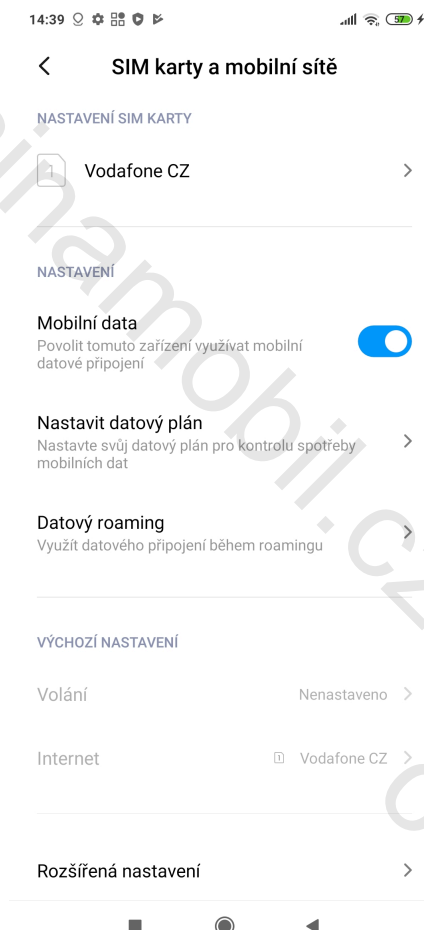 14:39
57
SIM karty a mobilní sítě
NASTAVENÍ SIM KARTY
1
Vodafone CZ
NASTAVENÍ
Mobilní data
Povolit tomuto zařízení využívat mobilní
datové připojení
Nastavit datový plán
Nastavte svůj datový plán pro kontrolu spotřeby
mobilních dat
Datový roaming
Využít datového připojení během roamingu
VÝCHOZÍ NASTAVENÍ
Volání
Nenastaveno
Internet
1 Vodafone CZ
Rozšířená nastavení